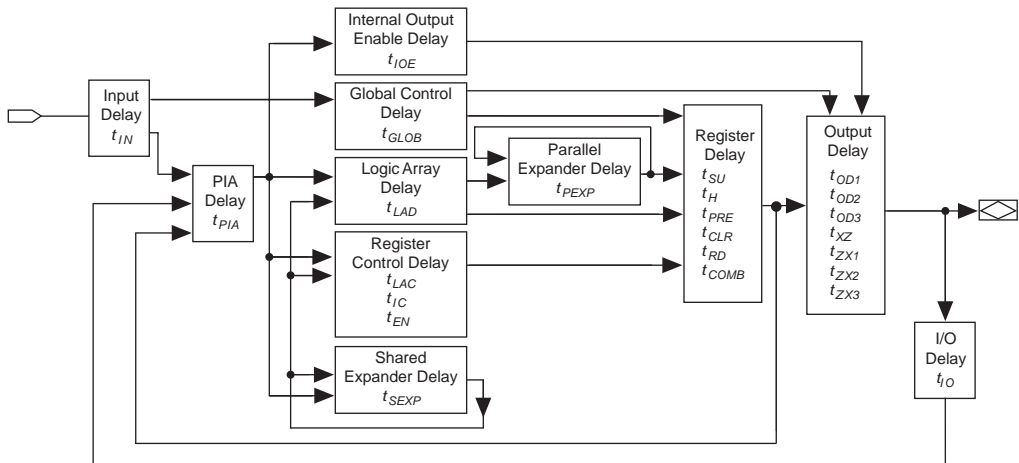 Internal Output
Enable Delay
tIOE
Input
Delay
tIN
Global Control
Delay
tGLOB
PIA
Delay
tPIA
Logic Array
Delay
tLAD
Parallel
Expander Delay
tPEXP
Register
Control Delay
tLAC
tIC
tEN
Shared
Expander Delay
tSEXP
Register
Delay
tSU
tH
tPRE
tCLR
tRD
tCOMB
Output
Delay
tOD1
tOD2
tOD3
tXZ
tZX1
tZX2
tZX3
I/O
Delay
tIO